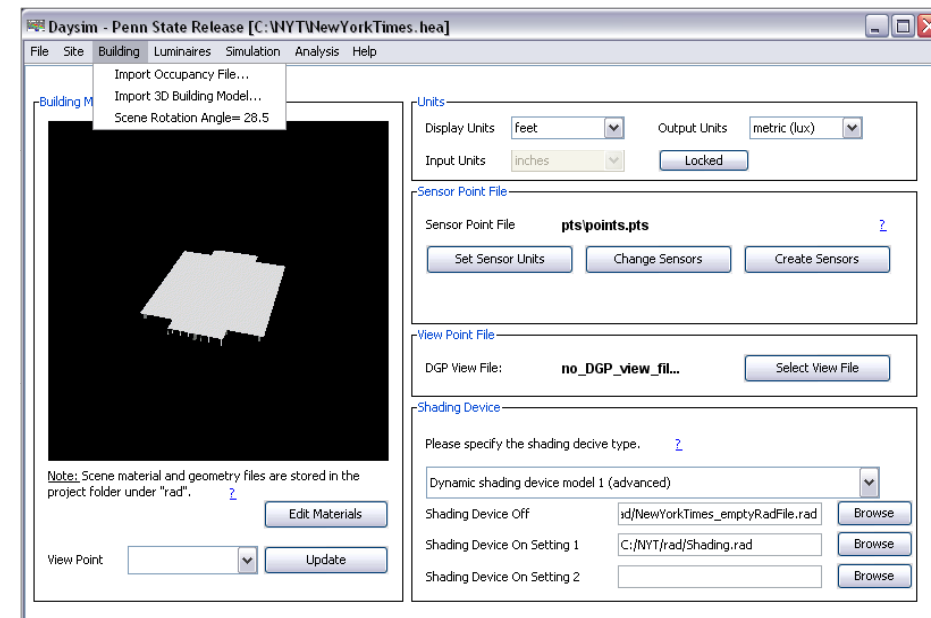 Daysim - Penn State Release [C:\NYT\NewYorkTimes.hea]
File Site Building Luminaires Simulation Analysis Help
Import Occupancy File...
Import 3D Building Model...
Scene Rotation Angle= 28.5
Building M
Note: Scene material and geometry files are stored in the
project folder under "rad". ?
Edit Materials
View Point Update
Units
Display Units feet Output Units metric (lux)
Input Units inches Locked
Sensor Point File
Sensor Point File pts\points.pts ?
Set Sensor Units Change Sensors Create Sensors
View Point File
DGP View File: no_DGP_view_fil... Select View File
Shading Device
Please specify the shading decive type. ?
Dynamic shading device model 1 (advanced)
Shading Device Off ad/NewYorkTimes_emptyRadFile.rad Browse
Shading Device On Setting 1 C:/NYT/rad/Shading.rad Browse
Shading Device On Setting 2 Browse